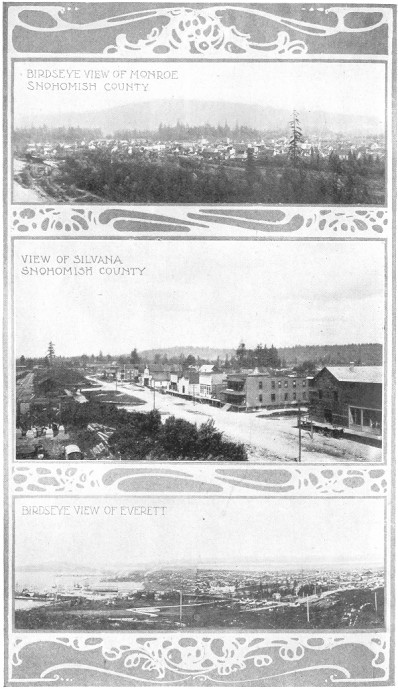 BIRDSEYE VIEW OF MONROE
SNOHOMISH COUNTY
VIEW OF SILVANA
SNOHOMISH COUNTY
BIRDSEYE VIEW OF EVERETT